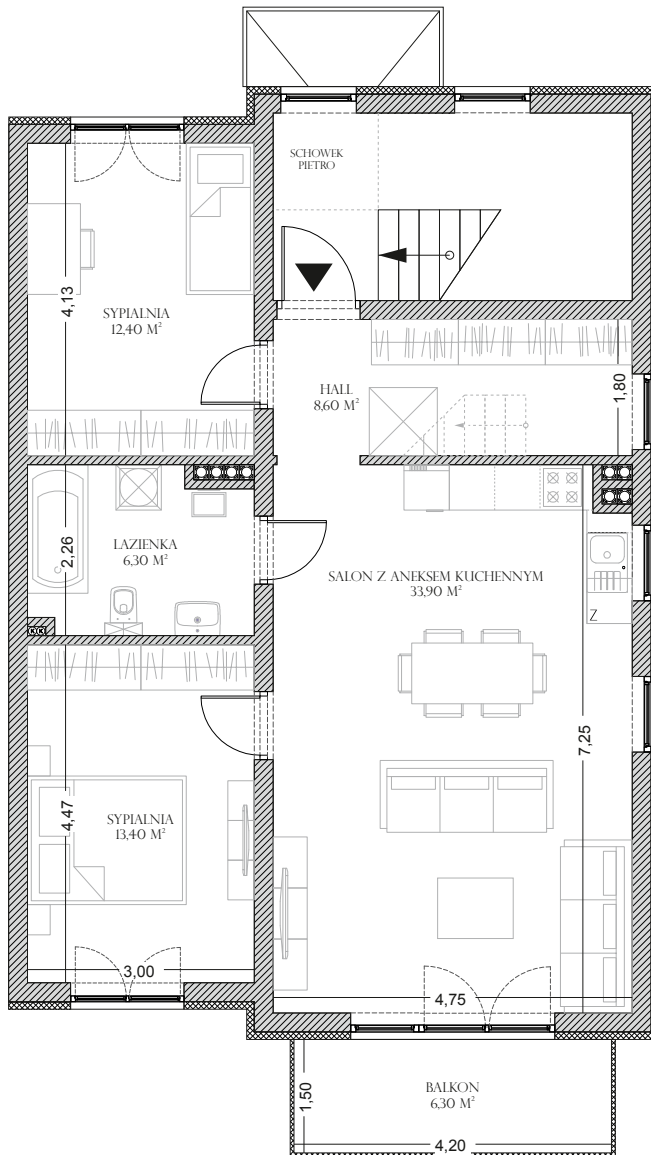 SCHOWEK
PIETRO
SYPIALNIA
12,40 M²
4,13
HALL
8,60 M²
1,80
LAZIENKA
6,30 M²
2,26
SALON Z ANEKSEM KUCHENNYM
33,90 M²
Z
7,25
SYPIALNIA
13,40 M²
4,47
3,00
4,75
BALKON
6,30 M²
1,50
4,20